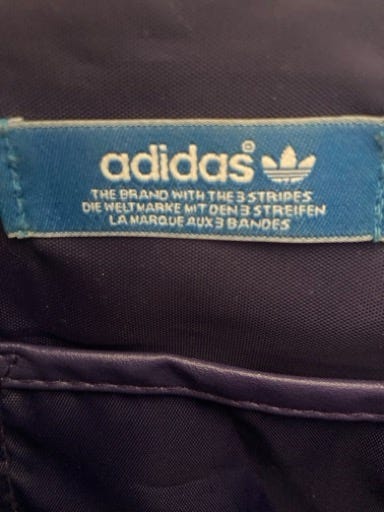 adidas®
THE BRAND WITH THE 3 STRIPES
DIE WELTMARKE MIT DEN 3 STREIFEN
LA MARQUE AUX 3 BANDES